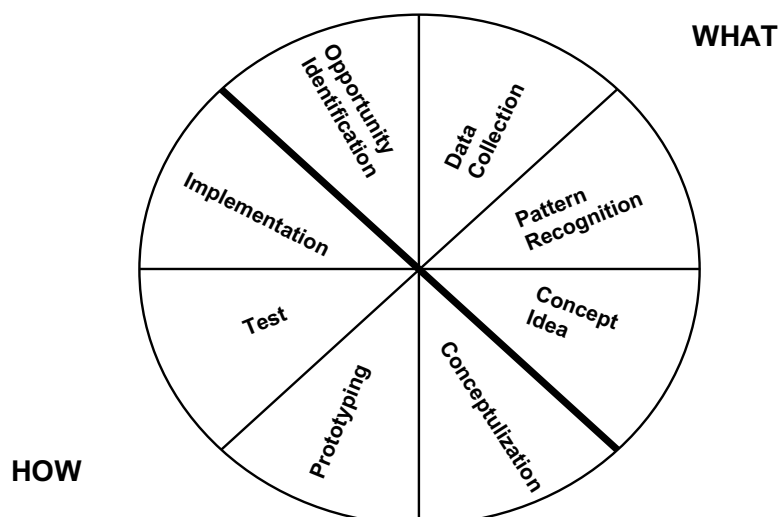 WHAT
Opportunity
Identification
Data
Collection
Pattern
Recognition
Concept
Idea
Conceptulization
Prototyping
Test
Implementation
HOW